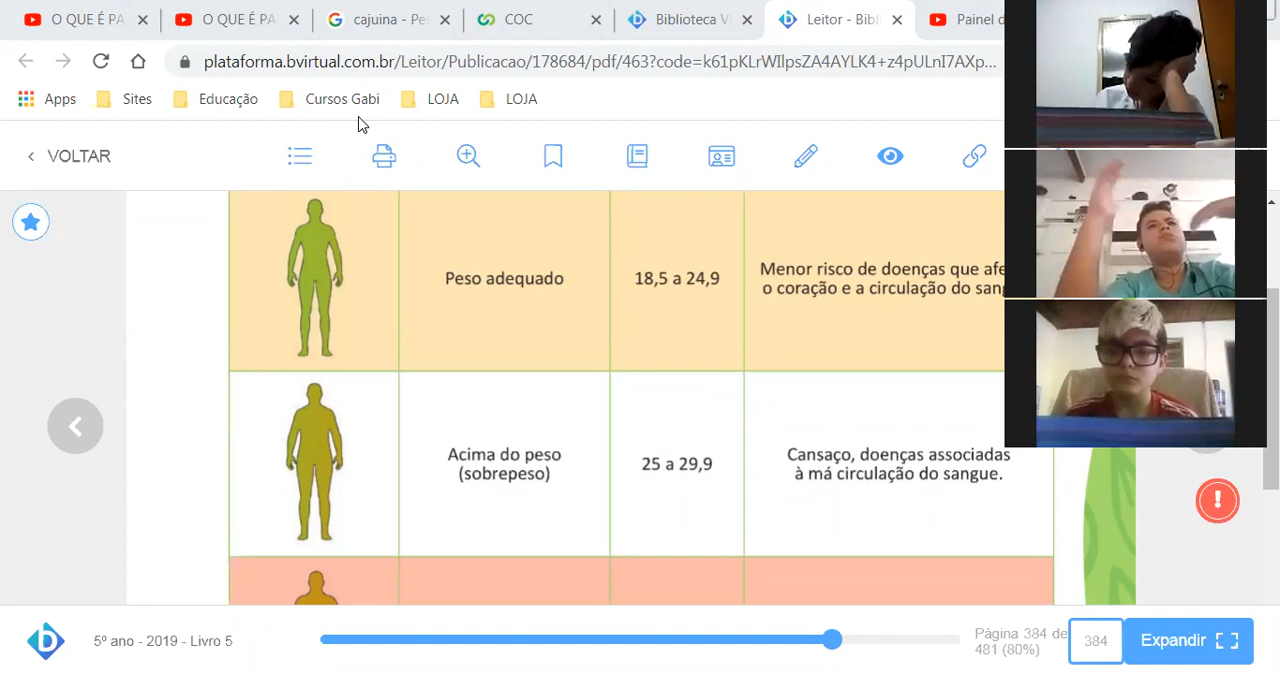 O QUE É PA
O QUE É PA
cajuina - Pe
COC
Biblioteca V
Leitor - Bibl
Painel d
plataforma.bvirtual.com.br/Leitor/Publicacao/178684/pdf/463?code=k61pKLrWIlpsZA4AYLK4+z4pULnI7AXp...
Apps
Sites
Educação
Cursos Gabi
LOJA
LOJA
VOLTAR
Peso adequado
18,5 a 24,9
Menor risco de doenças que afe
o coração e a circulação do sang
Acima do peso
(sobrepeso)
25 a 29,9
Cansaço, doenças associadas
à má circulação do sangue.
5º ano - 2019 - Livro 5
Página 384 de
481 (80%)
384
Expandir